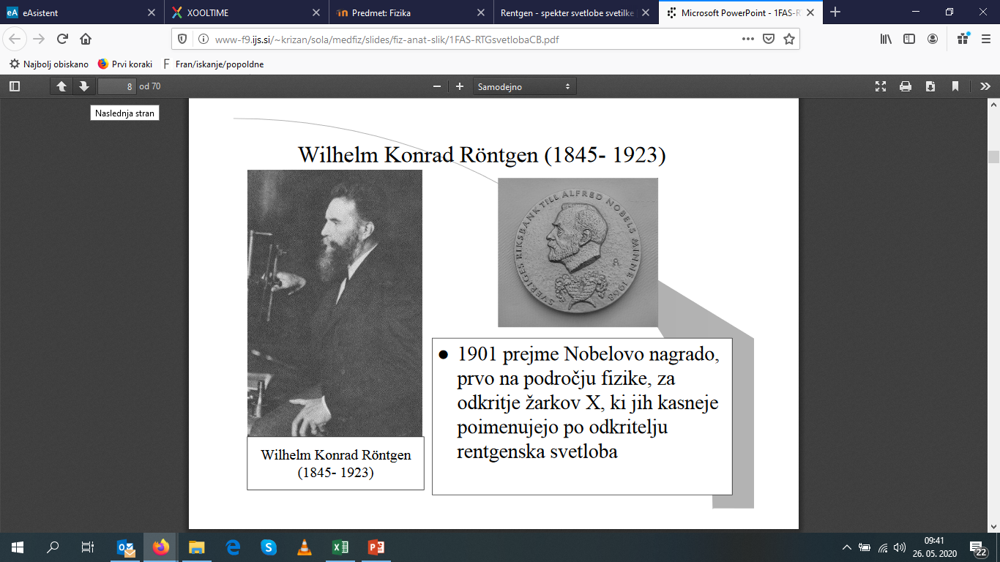 eAsistent
XOOLTIME
Predmet: Fizika
Rentgen - spekter svetlobe svetilke
Microsoft PowerPoint - 1FAS-R
www-f9.ijs.si/~krizan/sola/medfiz/slides/fiz-anat-slik/1FAS-RTGsvetlobaCB.pdf
Najbolj obiskano
Prvi koraki
Fran/iskanje/popoldne
8 od 70
Samodejno
Naslednja stran
Wilhelm Konrad Röntgen (1845- 1923)
SVERIGES RIKSBANK TILL ALFRED NOBELS MINNE 1968
• 1901 prejme Nobelovo nagrado,
prvo na področju fizike, za
odkritje žarkov X, ki jih kasneje
poimenujejo po odkritelju
rentgenska svetloba
Wilhelm Konrad Röntgen
(1845- 1923)
09:41
26. 05. 2020
22